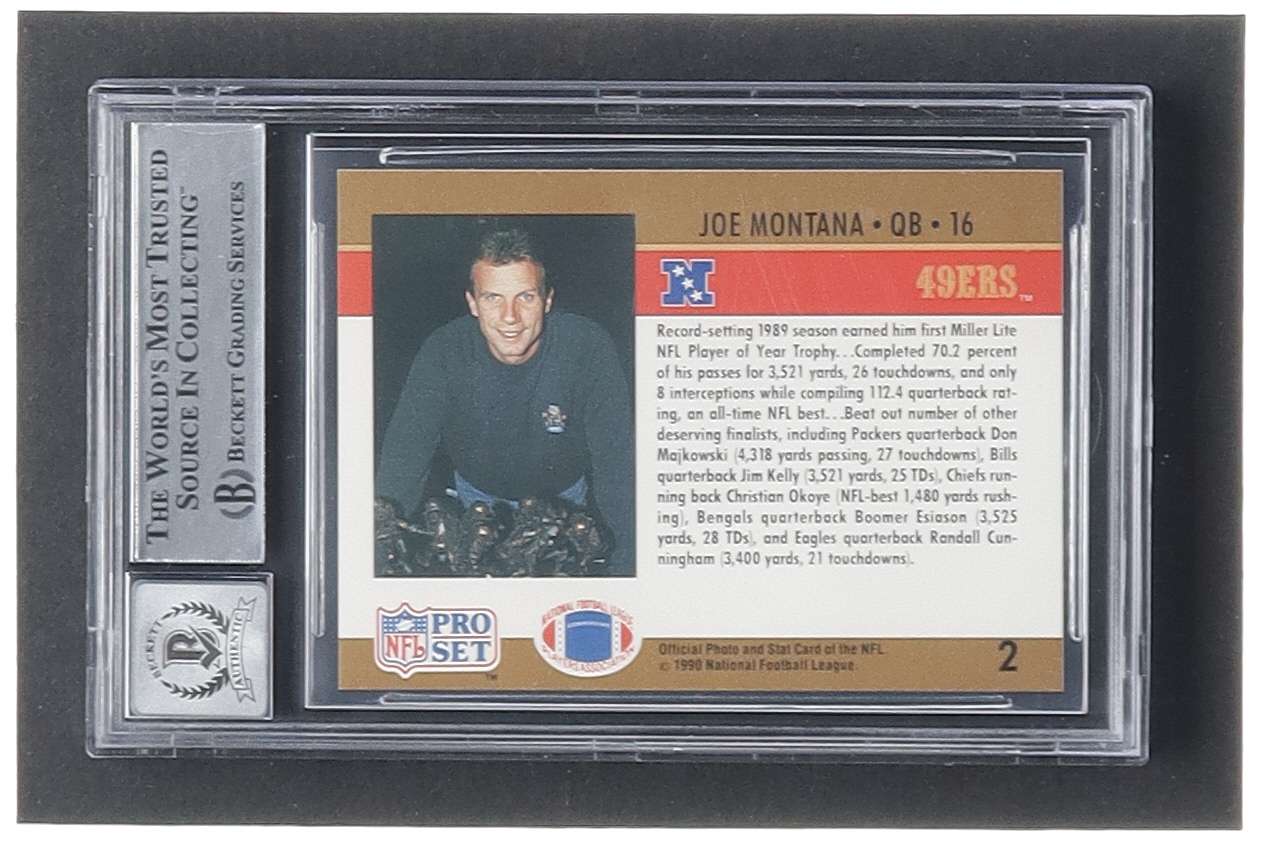 THE WORLD'S MOST TRUSTED
SOURCE IN COLLECTING™
B BECKETT GRADING SERVICES
BECKETT
AUTHENTIC
JOE MONTANA • QB • 16
N
49ERS™
Record-setting 1989 season earned him first Miller Lite
NFL Player of Year Trophy...Completed 70.2 percent
of his passes for 3,521 yards, 26 touchdowns, and only
8 interceptions while compiling 112.4 quarterback rat-
ing, an all-time NFL best...Beat out number of other
deserving finalists, including Packers quarterback Don
Majkowski (4,318 yards passing, 27 touchdowns), Bills
quarterback Jim Kelly (3,521 yards, 25 TDs), Chiefs run-
ning back Christian Okoye (NFL-best 1,480 yards rush-
ing), Bengals quarterback Boomer Esiason (3,525
yards, 28 TDs), and Eagles quarterback Randall Cun-
ningham (3,400 yards, 21 touchdowns).
NFL PRO SET™
NATIONAL FOOTBALL LEAGUE
PLAYERS ASSOCIATION
Official Photo and Stat Card of the NFL.
© 1990 National Football League.
2